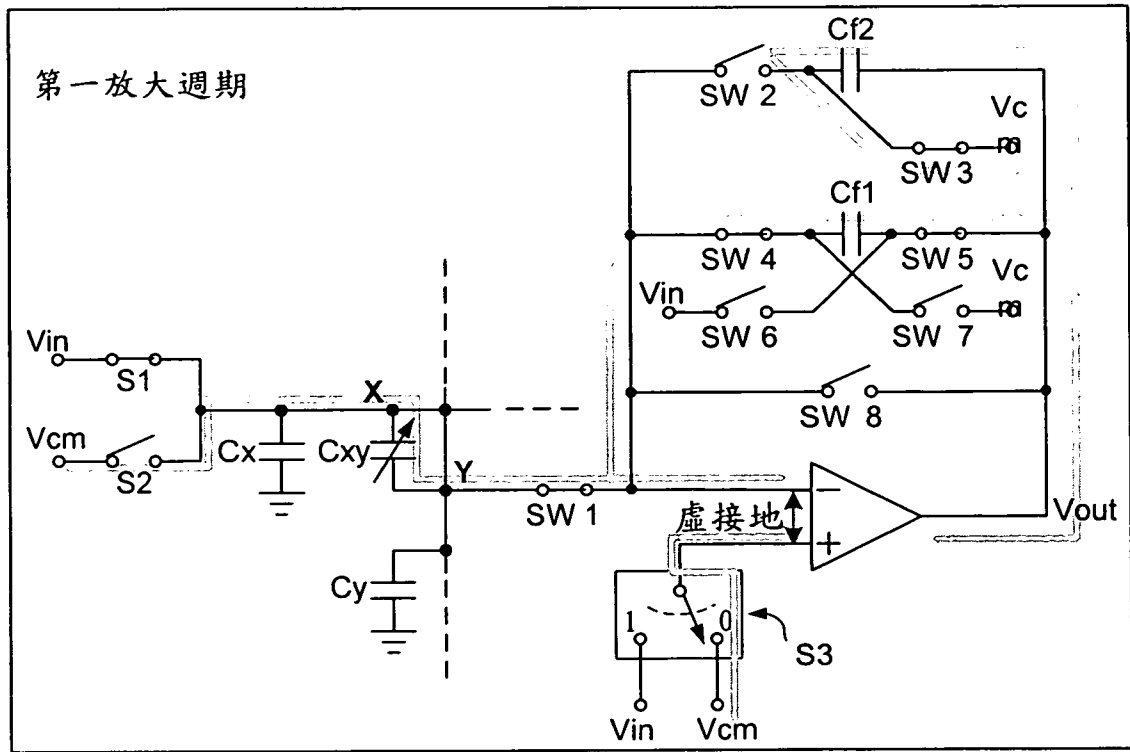 第一放大週期
Cf2
SW 2
Vc
m
SW 3
Cf1
SW 4
SW 5
Vc
m
Vin
SW 6
SW 7
Vin
S1
X
SW 8
Vcm
S2
Cx
Cxy
Y
SW 1
虛接地
−
+
Vout
Cy
1
0
S3
Vin
Vcm